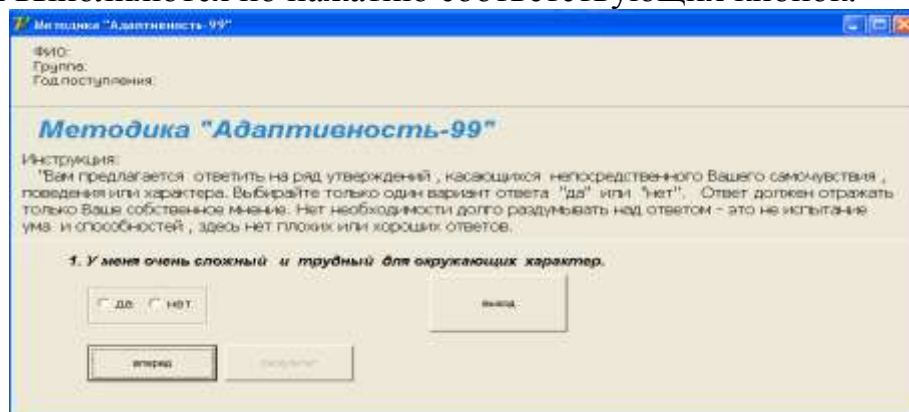 выполняются по нажатию соответствующих кнопок.
Методика "Адаптивность-99"
ФИО:
Группа:
Год поступления:
Методика "Адаптивность-99"
Инструкция:
"Вам предлагается ответить на ряд утверждений , касающихся непосредственного Вашего самочувствия ,
поведения или характера. Выбирайте только один вариант ответа "да" или "нет". Ответ должен отражать
только Ваше собственное мнение. Нет необходимости долго раздумывать над ответом - это не испытание
ума и способностей , здесь нет плохих или хороших ответов.
1. У меня очень сложный и трудный для окружающих характер.
да нет
выход
вперед
результат